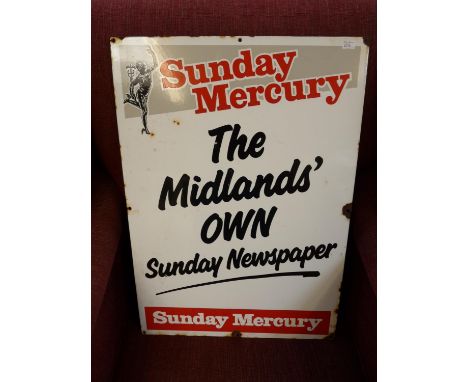 Sunday
Mercury
The
Midlands'
OWN
Sunday Newspaper
Sunday Mercury